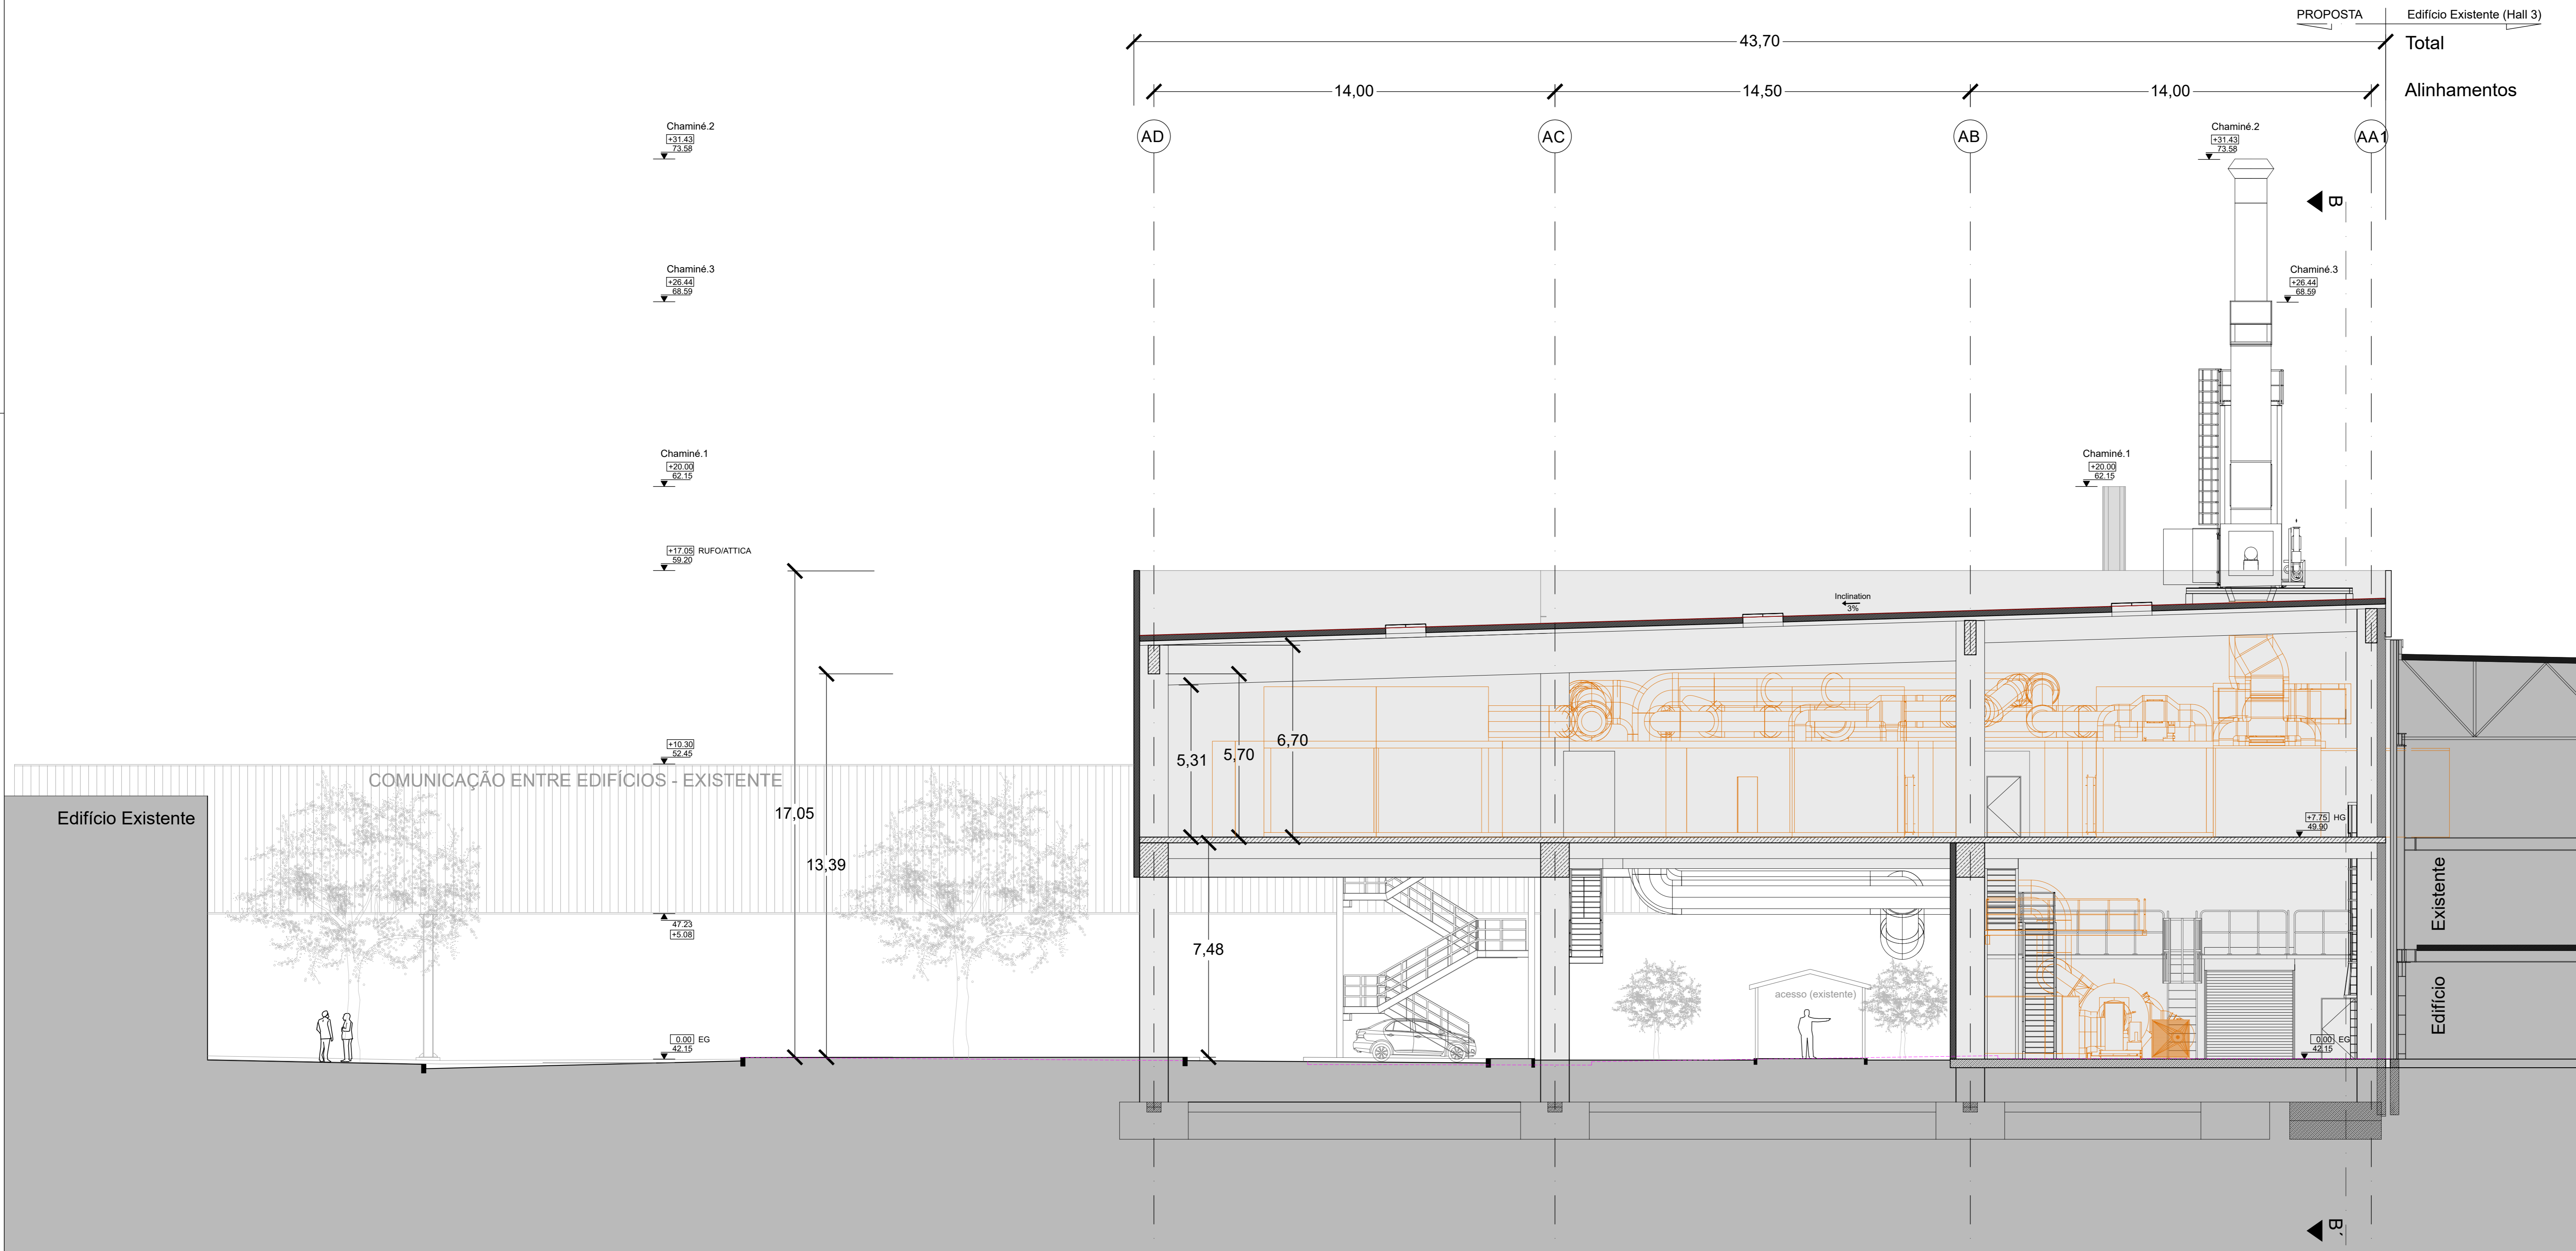 PROPOSTA
Edifício Existente (Hall 3)
43,70
Total
14,00
14,50
14,00
Alinhamentos
AD
AC
AB
AA1
Chaminé.2
+31.43
73.58
Chaminé.2
+31.43
73.58
B
Chaminé.3
+26.44
68.59
Chaminé.3
+26.44
68.59
Chaminé.1
+20.00
62.15
Chaminé.1
+20.00
62.15
+17.05 RUFO/ATTICA
59.20
Inclination
3%
+10.30
52.45
5,31
5,70
6,70
COMUNICAÇÃO ENTRE EDIFÍCIOS - EXISTENTE
Edifício Existente
17,05
13,39
+7.75 HG
49.90
47.23
+5.08
7,48
acesso (existente)
Edifício Existente
0.00 EG
42.15
0.00 EG
42.15
B´